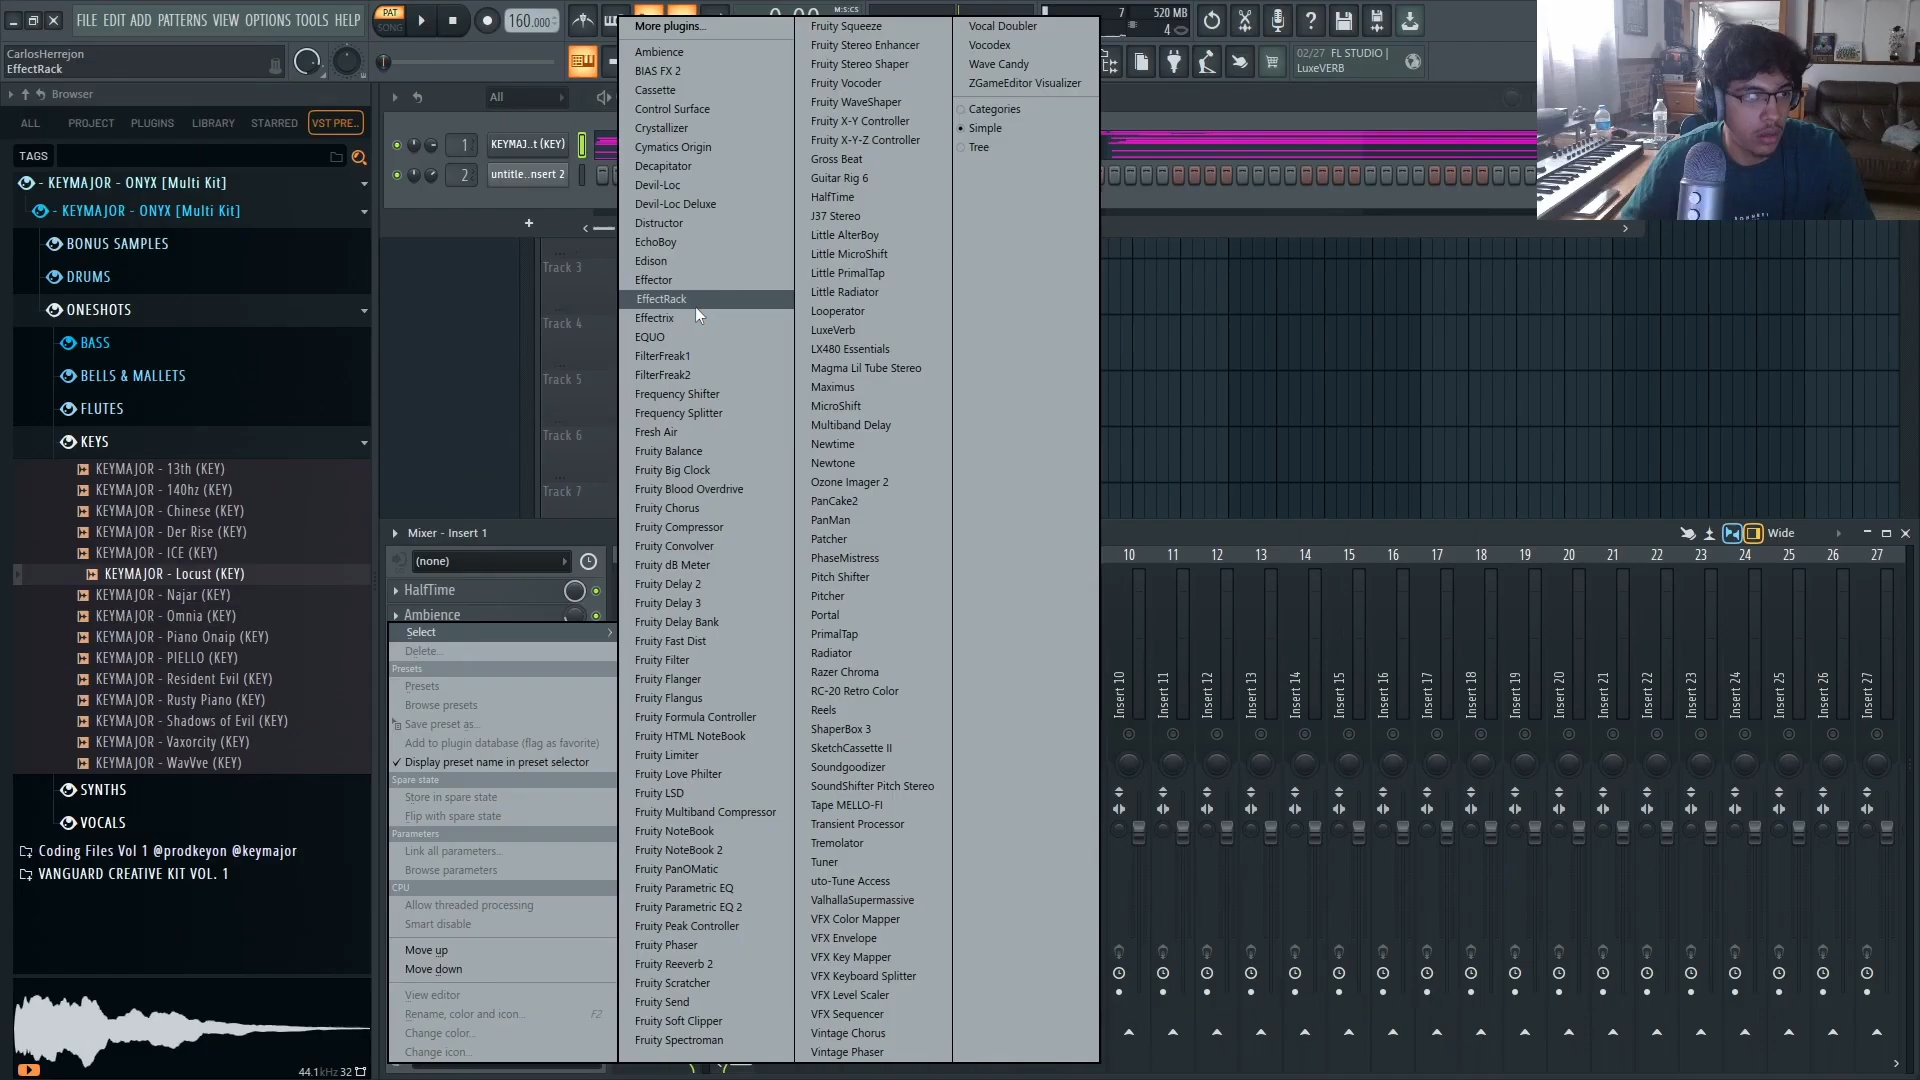 FILE EDIT ADD PATTERNS VIEW OPTIONS TOOLS HELP
PAT
SONG
160.000
M:S:CS
7
520 MB
4
CarlosHerrejon
EffectRack
02/27 FL STUDIO |
LuxeVERB
Browser
ALL PROJECT PLUGINS LIBRARY STARRED VST PRE..
TAGS
- KEYMAJOR - ONYX [Multi Kit]
- KEYMAJOR - ONYX [Multi Kit]
BONUS SAMPLES
DRUMS
ONESHOTS
BASS
BELLS & MALLETS
FLUTES
KEYS
KEYMAJOR - 13th (KEY)
KEYMAJOR - 140hz (KEY)
KEYMAJOR - Chinese (KEY)
KEYMAJOR - Der Rise (KEY)
KEYMAJOR - ICE (KEY)
KEYMAJOR - Locust (KEY)
KEYMAJOR - Najar (KEY)
KEYMAJOR - Omnia (KEY)
KEYMAJOR - Piano Onaip (KEY)
KEYMAJOR - PIELLO (KEY)
KEYMAJOR - Resident Evil (KEY)
KEYMAJOR - Rusty Piano (KEY)
KEYMAJOR - Shadows of Evil (KEY)
KEYMAJOR - Vaxorcity (KEY)
KEYMAJOR - WavVve (KEY)
SYNTHS
VOCALS
Coding Files Vol 1 @prodkeyon @keymajor
VANGUARD CREATIVE KIT VOL. 1
44.1kHz 32
All
1 KEYMAJ..t (KEY)
2 untitle..nsert 2
Track 3
Track 4
Track 5
Track 6
Track 7
Mixer - Insert 1
(none)
HalfTime
Ambience
Select
Delete...
Presets
Presets
Browse presets
Save preset as...
Add to plugin database (flag as favorite)
Display preset name in preset selector
Spare state
Store in spare state
Flip with spare state
Parameters
Link all parameters...
Browse parameters
CPU
Allow threaded processing
Smart disable
Move up
Move down
View editor
Rename, color and icon... F2
Change color...
Change icon...
More plugins...
Ambience
BIAS FX 2
Cassette
Control Surface
Crystallizer
Cymatics Origin
Decapitator
Devil-Loc
Devil-Loc Deluxe
Distructor
EchoBoy
Edison
Effector
EffectRack
Effectrix
EQUO
FilterFreak1
FilterFreak2
Frequency Shifter
Frequency Splitter
Fresh Air
Fruity Balance
Fruity Big Clock
Fruity Blood Overdrive
Fruity Chorus
Fruity Compressor
Fruity Convolver
Fruity dB Meter
Fruity Delay 2
Fruity Delay 3
Fruity Delay Bank
Fruity Fast Dist
Fruity Filter
Fruity Flanger
Fruity Flangus
Fruity Formula Controller
Fruity HTML NoteBook
Fruity Limiter
Fruity Love Philter
Fruity LSD
Fruity Multiband Compressor
Fruity NoteBook
Fruity NoteBook 2
Fruity PanOMatic
Fruity Parametric EQ
Fruity Parametric EQ 2
Fruity Peak Controller
Fruity Phaser
Fruity Reeverb 2
Fruity Scratcher
Fruity Send
Fruity Soft Clipper
Fruity Spectroman
Fruity Squeeze
Fruity Stereo Enhancer
Fruity Stereo Shaper
Fruity Vocoder
Fruity WaveShaper
Fruity X-Y Controller
Fruity X-Y-Z Controller
Gross Beat
Guitar Rig 6
HalfTime
J37 Stereo
Little AlterBoy
Little MicroShift
Little PrimalTap
Little Radiator
Looperator
LuxeVerb
LX480 Essentials
Magma Lil Tube Stereo
Maximus
MicroShift
Multiband Delay
Newtime
Newtone
Ozone Imager 2
PanCake2
PanMan
Patcher
PhaseMistress
Pitch Shifter
Pitcher
Portal
PrimalTap
Radiator
Razer Chroma
RC-20 Retro Color
Reels
ShaperBox 3
SketchCassette II
Soundgoodizer
SoundShifter Pitch Stereo
Tape MELLO-FI
Transient Processor
Tremolator
Tuner
uto-Tune Access
ValhallaSupermassive
VFX Color Mapper
VFX Envelope
VFX Key Mapper
VFX Keyboard Splitter
VFX Level Scaler
VFX Sequencer
Vintage Chorus
Vintage Phaser
Vocal Doubler
Vocodex
Wave Candy
ZGameEditor Visualizer
Categories
Simple
Tree
Wide
10 11 12 13 14 15 16 17 18 19 20 21 22 23 24 25 26 27
Insert 10
Insert 11
Insert 12
Insert 13
Insert 14
Insert 15
Insert 16
Insert 17
Insert 18
Insert 19
Insert 20
Insert 21
Insert 22
Insert 23
Insert 24
Insert 25
Insert 26
Insert 27